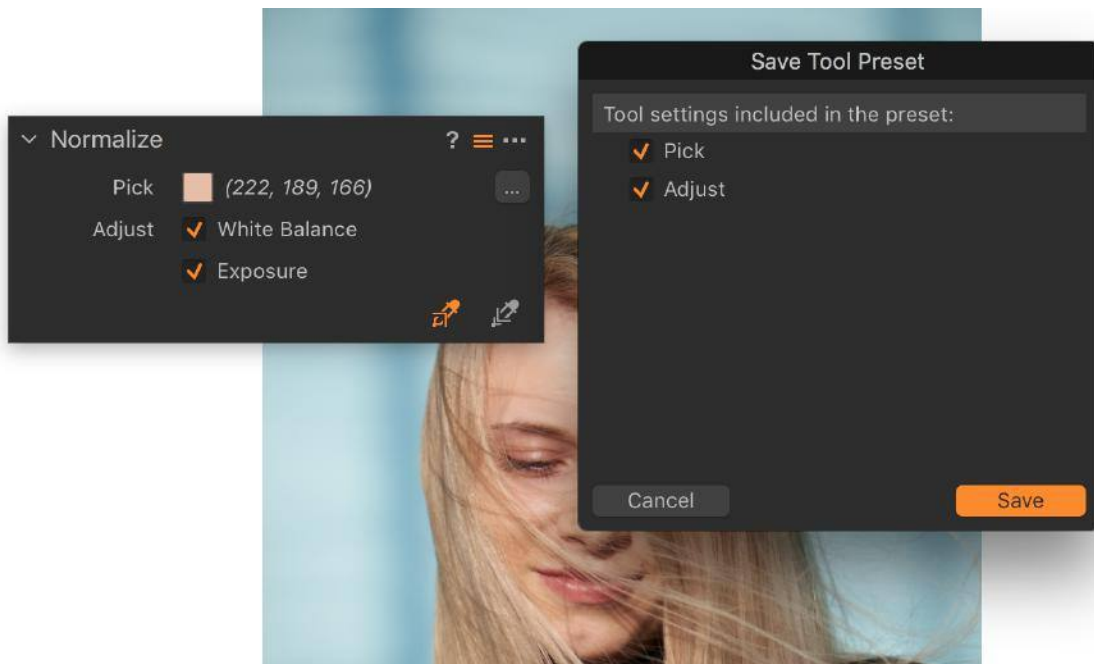 Normalize ? ...
Pick (222, 189, 166) ...
Adjust White Balance
Exposure
Save Tool Preset
Tool settings included in the preset:
Pick
Adjust
Cancel Save